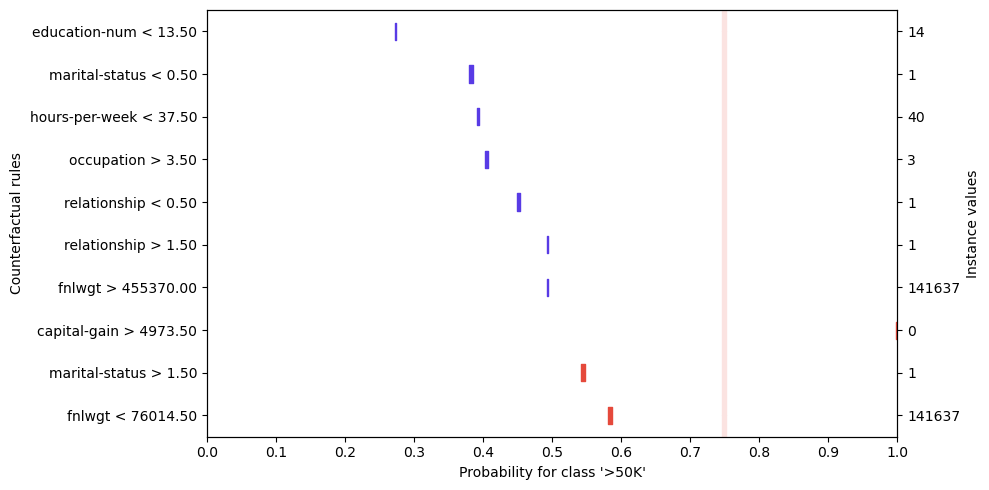 education-num < 13.50 14
marital-status < 0.50 1
hours-per-week < 37.50 40
occupation > 3.50 3
relationship < 0.50 1
relationship > 1.50 1
fnlwgt > 455370.00 141637
capital-gain > 4973.50 0
marital-status > 1.50 1
fnlwgt < 76014.50 141637
Counterfactual rules
Instance values
0.0 0.1 0.2 0.3 0.4 0.5 0.6 0.7 0.8 0.9 1.0
Probability for class '>50K'